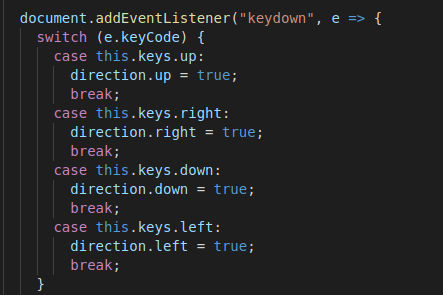 document.addEventListener("keydown", e => {
  switch (e.keyCode) {
    case this.keys.up:
      direction.up = true;
      break;
    case this.keys.right:
      direction.right = true;
      break;
    case this.keys.down:
      direction.down = true;
      break;
    case this.keys.left:
      direction.left = true;
      break;
  }